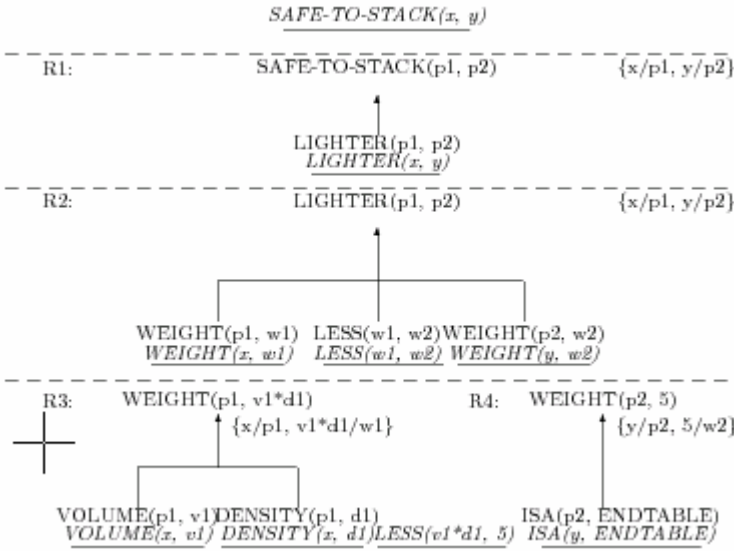 SAFE-TO-STACK(x, y)
R1: SAFE-TO-STACK(p1, p2) {x/p1, y/p2}
LIGHTER(p1, p2)
LIGHTER(x, y)
R2: LIGHTER(p1, p2) {x/p1, y/p2}
WEIGHT(p1, w1) LESS(w1, w2) WEIGHT(p2, w2)
WEIGHT(x, w1) LESS(w1, w2) WEIGHT(y, w2)
R3: WEIGHT(p1, v1*d1) R4: WEIGHT(p2, 5)
{x/p1, v1*d1/w1} {y/p2, 5/w2}
VOLUME(p1, v1) DENSITY(p1, d1) ISA(p2, ENDTABLE)
VOLUME(x, v1) DENSITY(x, d1) LESS(v1*d1, 5) ISA(y, ENDTABLE)